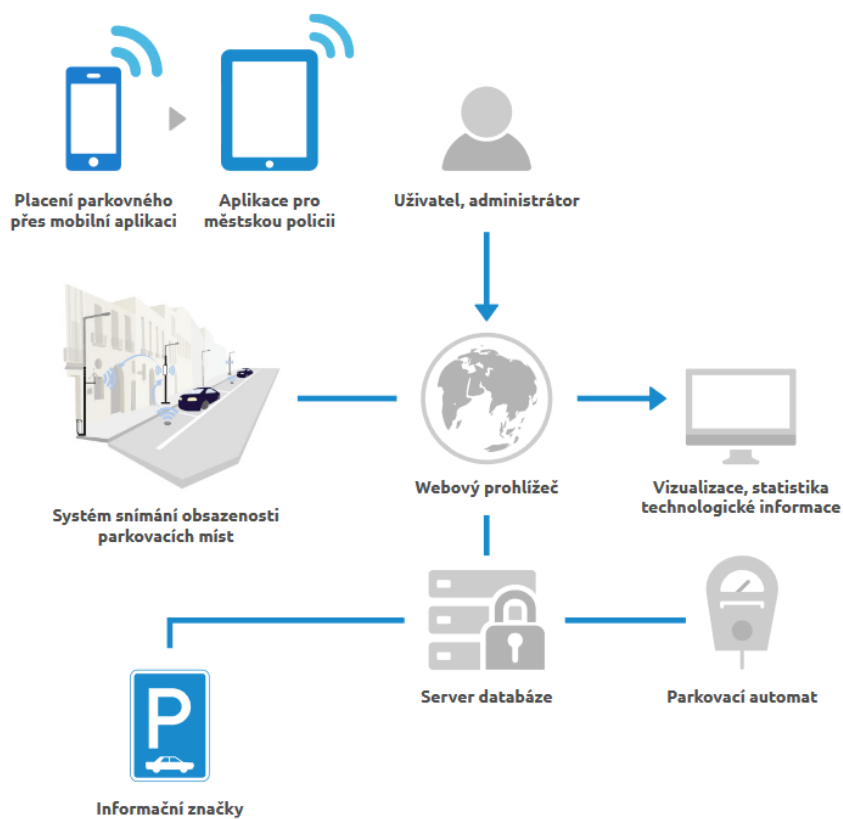 Placení parkovného
přes mobilní aplikaci
Aplikace pro
městskou policii
Uživatel, administrátor
Systém snímání obsazenosti
parkovacích míst
Webový prohlížeč
Vizualizace, statistika
technologické informace
Server databáze
Parkovací automat
P
Informační značky